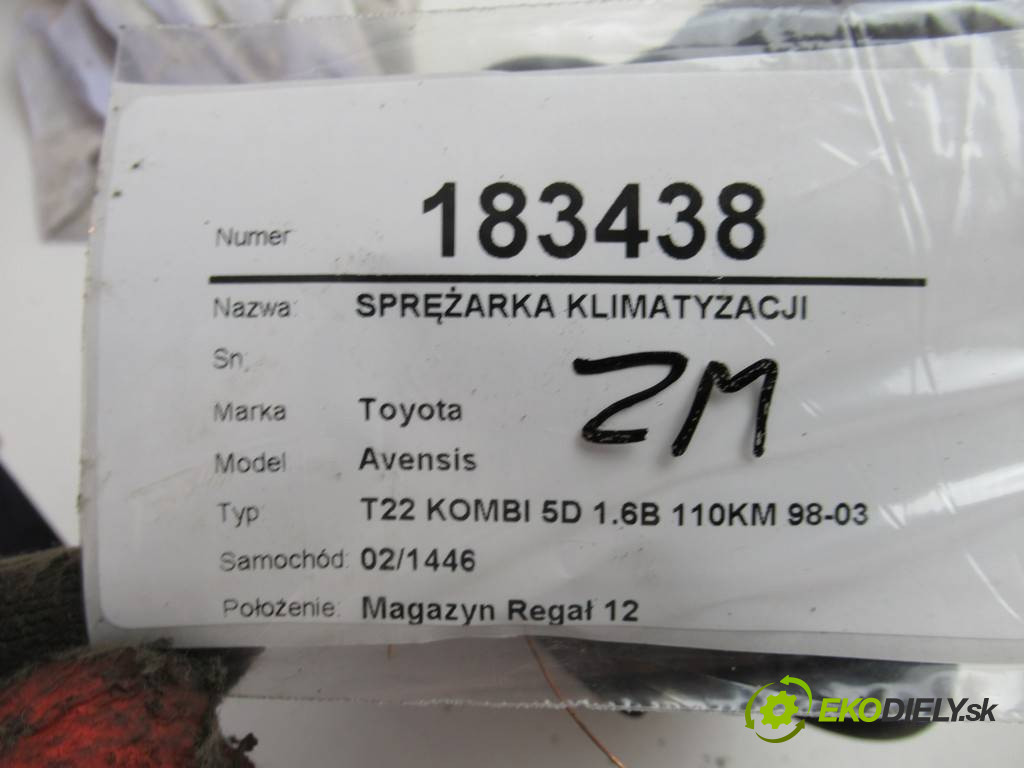 Numer 183438
Nazwa: SPRĘŻARKA KLIMATYZACJI
Sn:
ZM
Marka Toyota
Model Avensis
Typ T22 KOMBI 5D 1.6B 110KM 98-03
Samochód: 02/1446
Położenie: Magazyn Regał 12
EKODIELY.sk